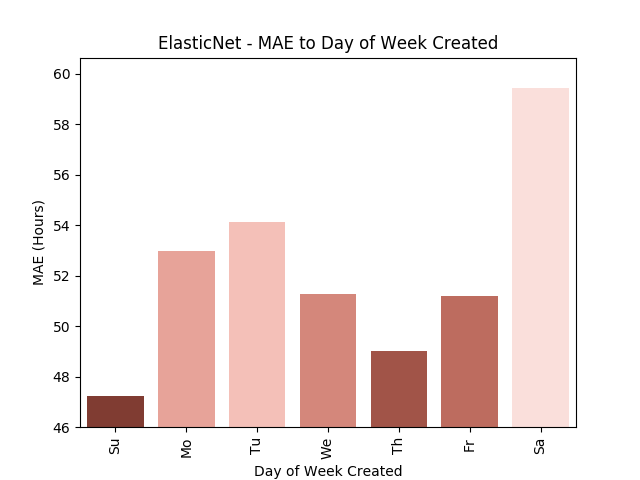 ElasticNet - MAE to Day of Week Created
60
58
56
54
52
50
48
46
MAE (Hours)
Su
Mo
Tu
We
Th
Fr
Sa
Day of Week Created